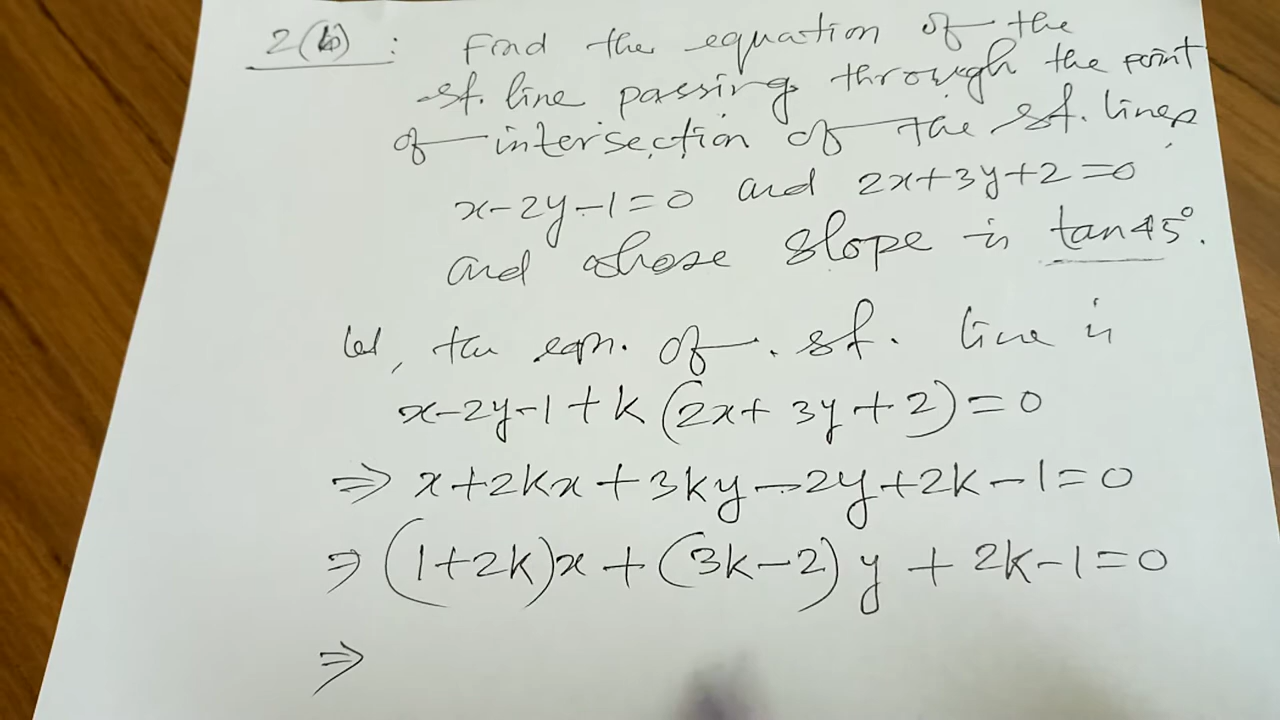 2(b) : Find the equation of the
st. line passing through the point
of intersection of the st. lines
x-2y-1=0 and 2x+3y+2=0
and whose slope is tan45°.
Let, the eqn. of . st. line is
x-2y-1+k(2x+3y+2)=0
⇒ x+2kx+3ky-2y+2k-1=0
⇒ (1+2k)x+(3k-2)y+2k-1=0
⇒